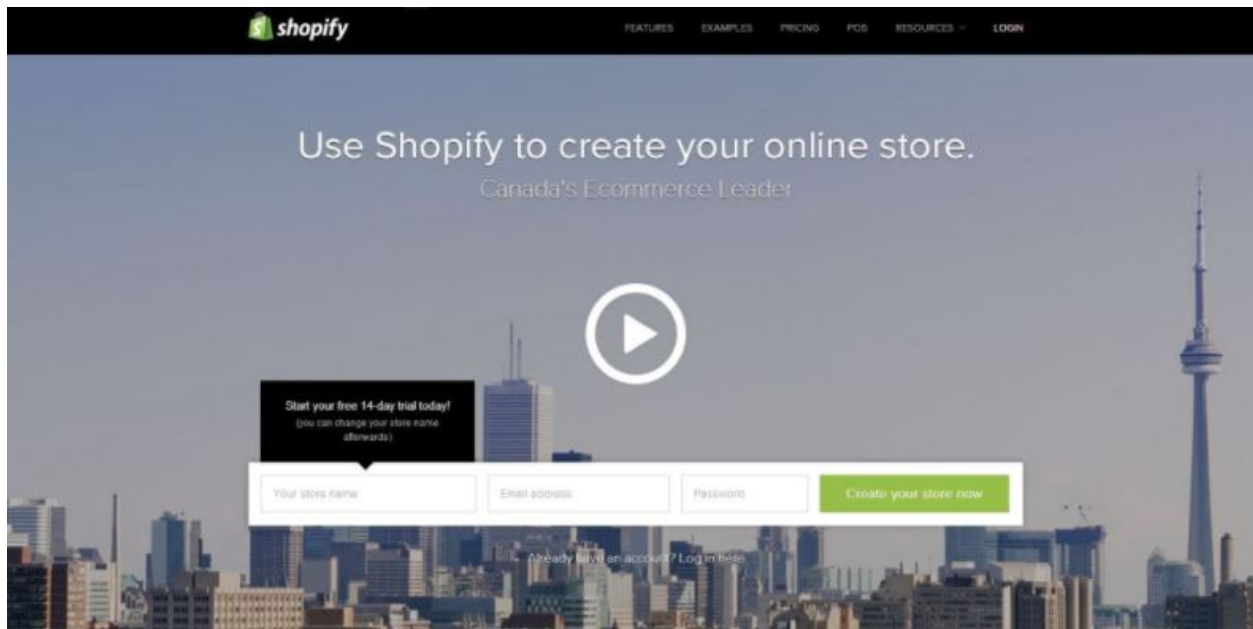 shopify
FEATURES EXAMPLES PRICING POS RESOURCES LOGIN
Use Shopify to create your online store.
Canada's Ecommerce Leader
Start your free 14-day trial today!
(you can change your store name
afterwards)
Your store name Email address Password Create your store now
Already have an account? Log in here